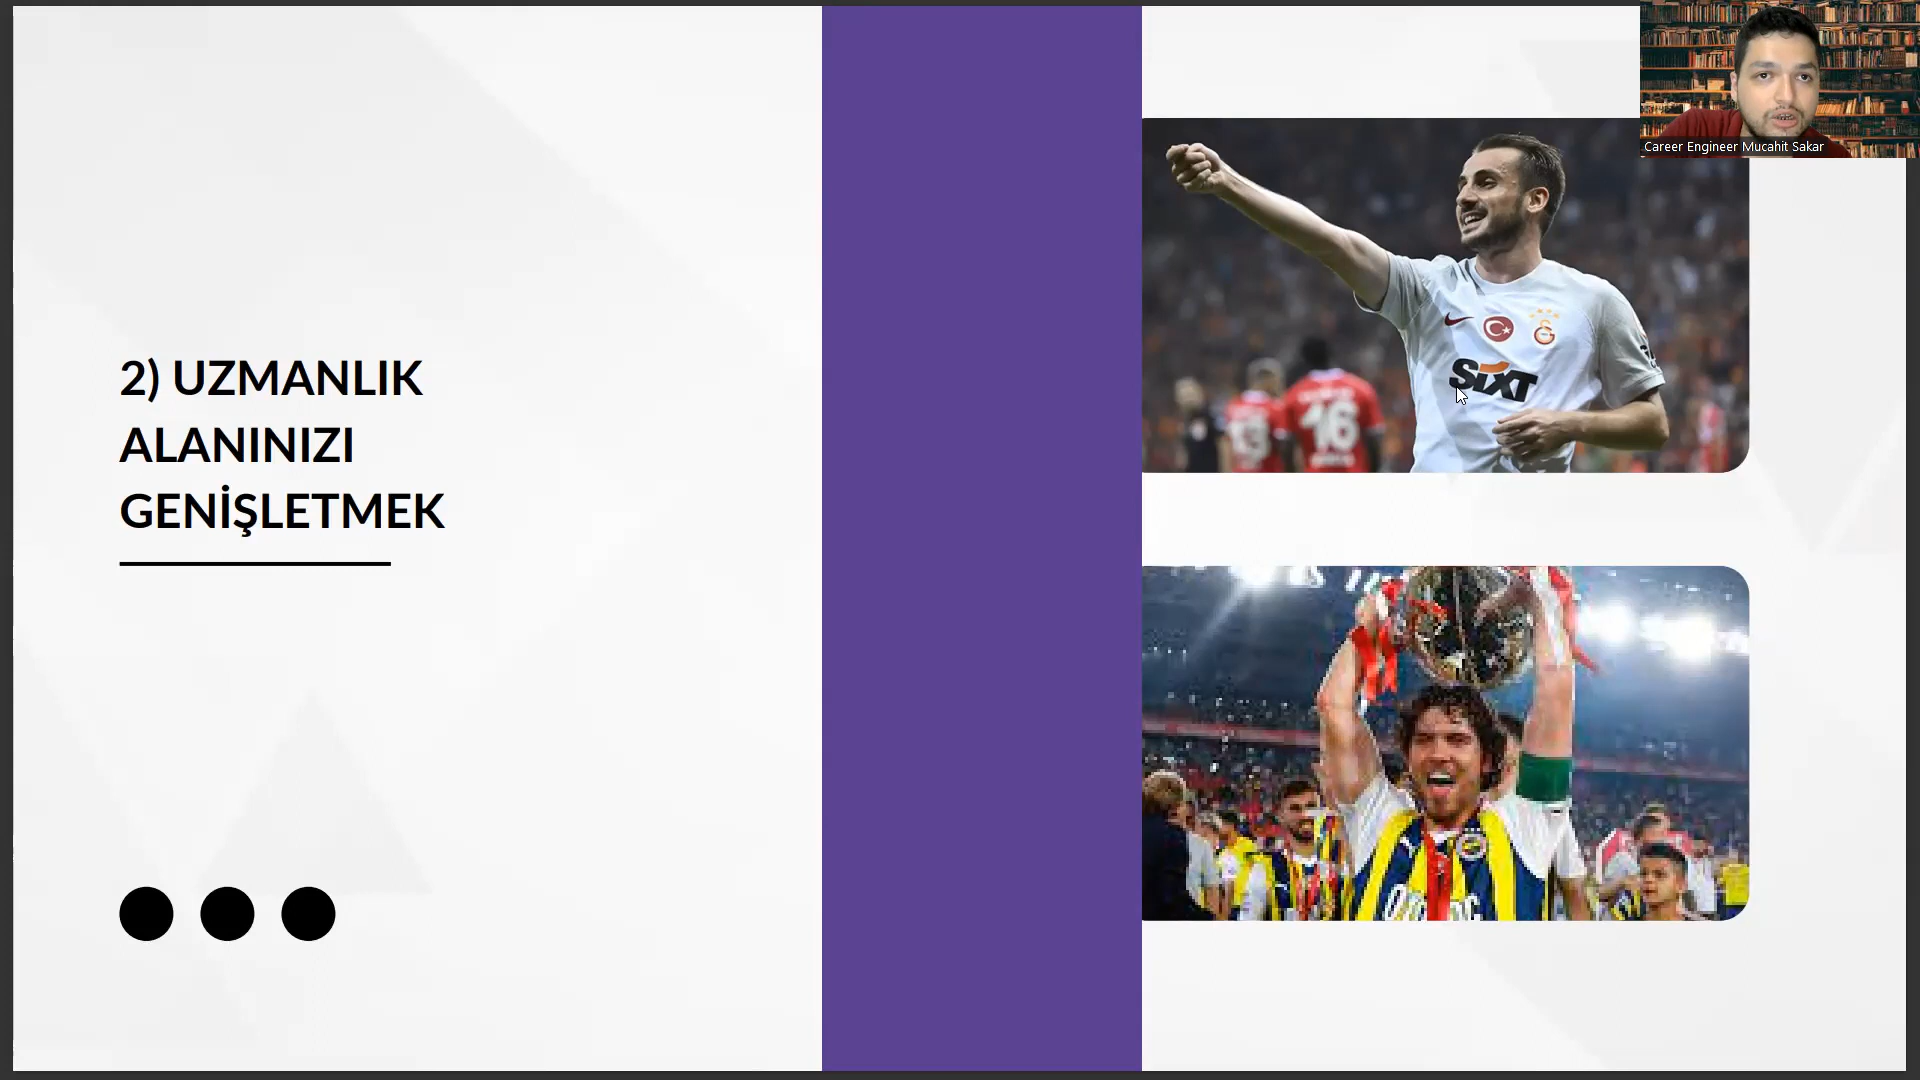 2) UZMANLIK
ALANINIZI
GENİŞLETMEK
Career Engineer Mucahit Sakar
SIXT
16